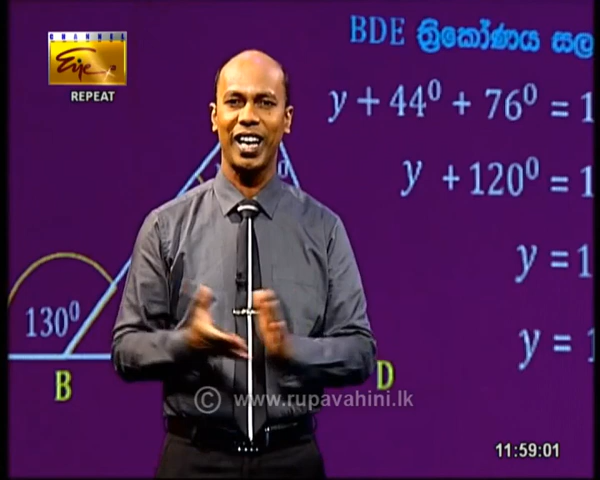 CHANNEL
Eye
REPEAT
BDE ත්‍රිකෝණය සල
y + 44⁰ + 76⁰ = 1
y + 120⁰ = 1
y = 1
y = 1
130⁰
B
D
© www.rupavahini.lk
11:59:01